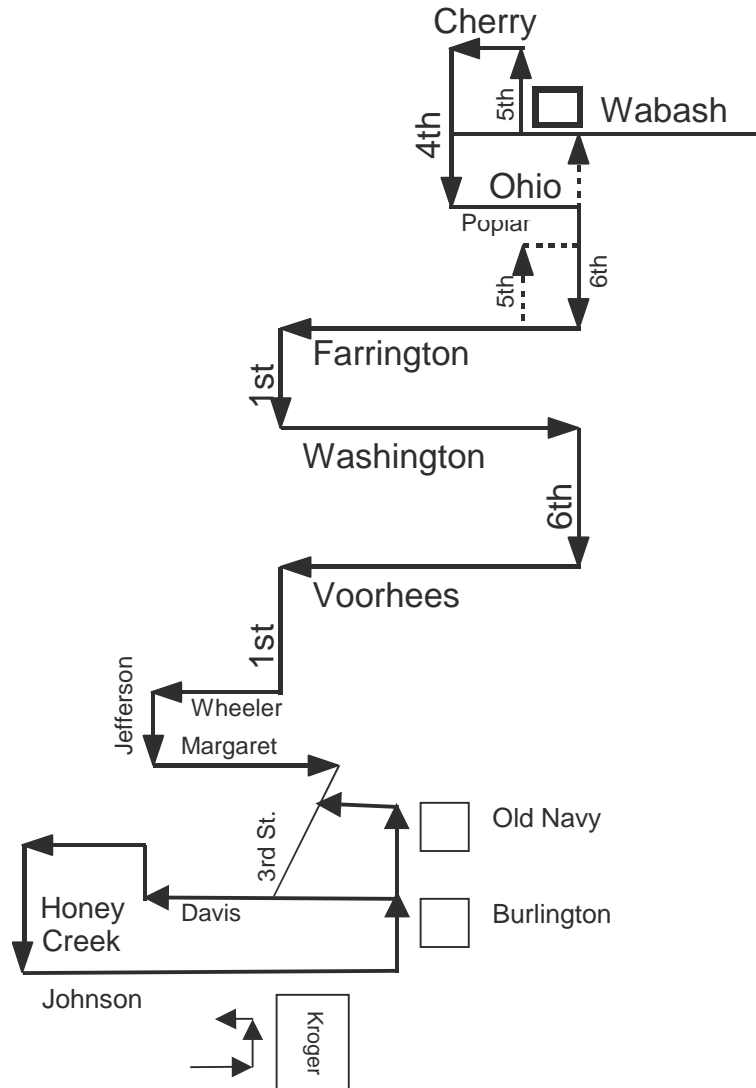 Cherry
5th
Wabash
4th
Ohio
Poplar
5th
6th
Farrington
1st
Washington
6th
Voorhees
1st
Jefferson
Wheeler
Margaret
Old Navy
3rd St.
Honey
Creek
Davis
Burlington
Johnson
Kroger